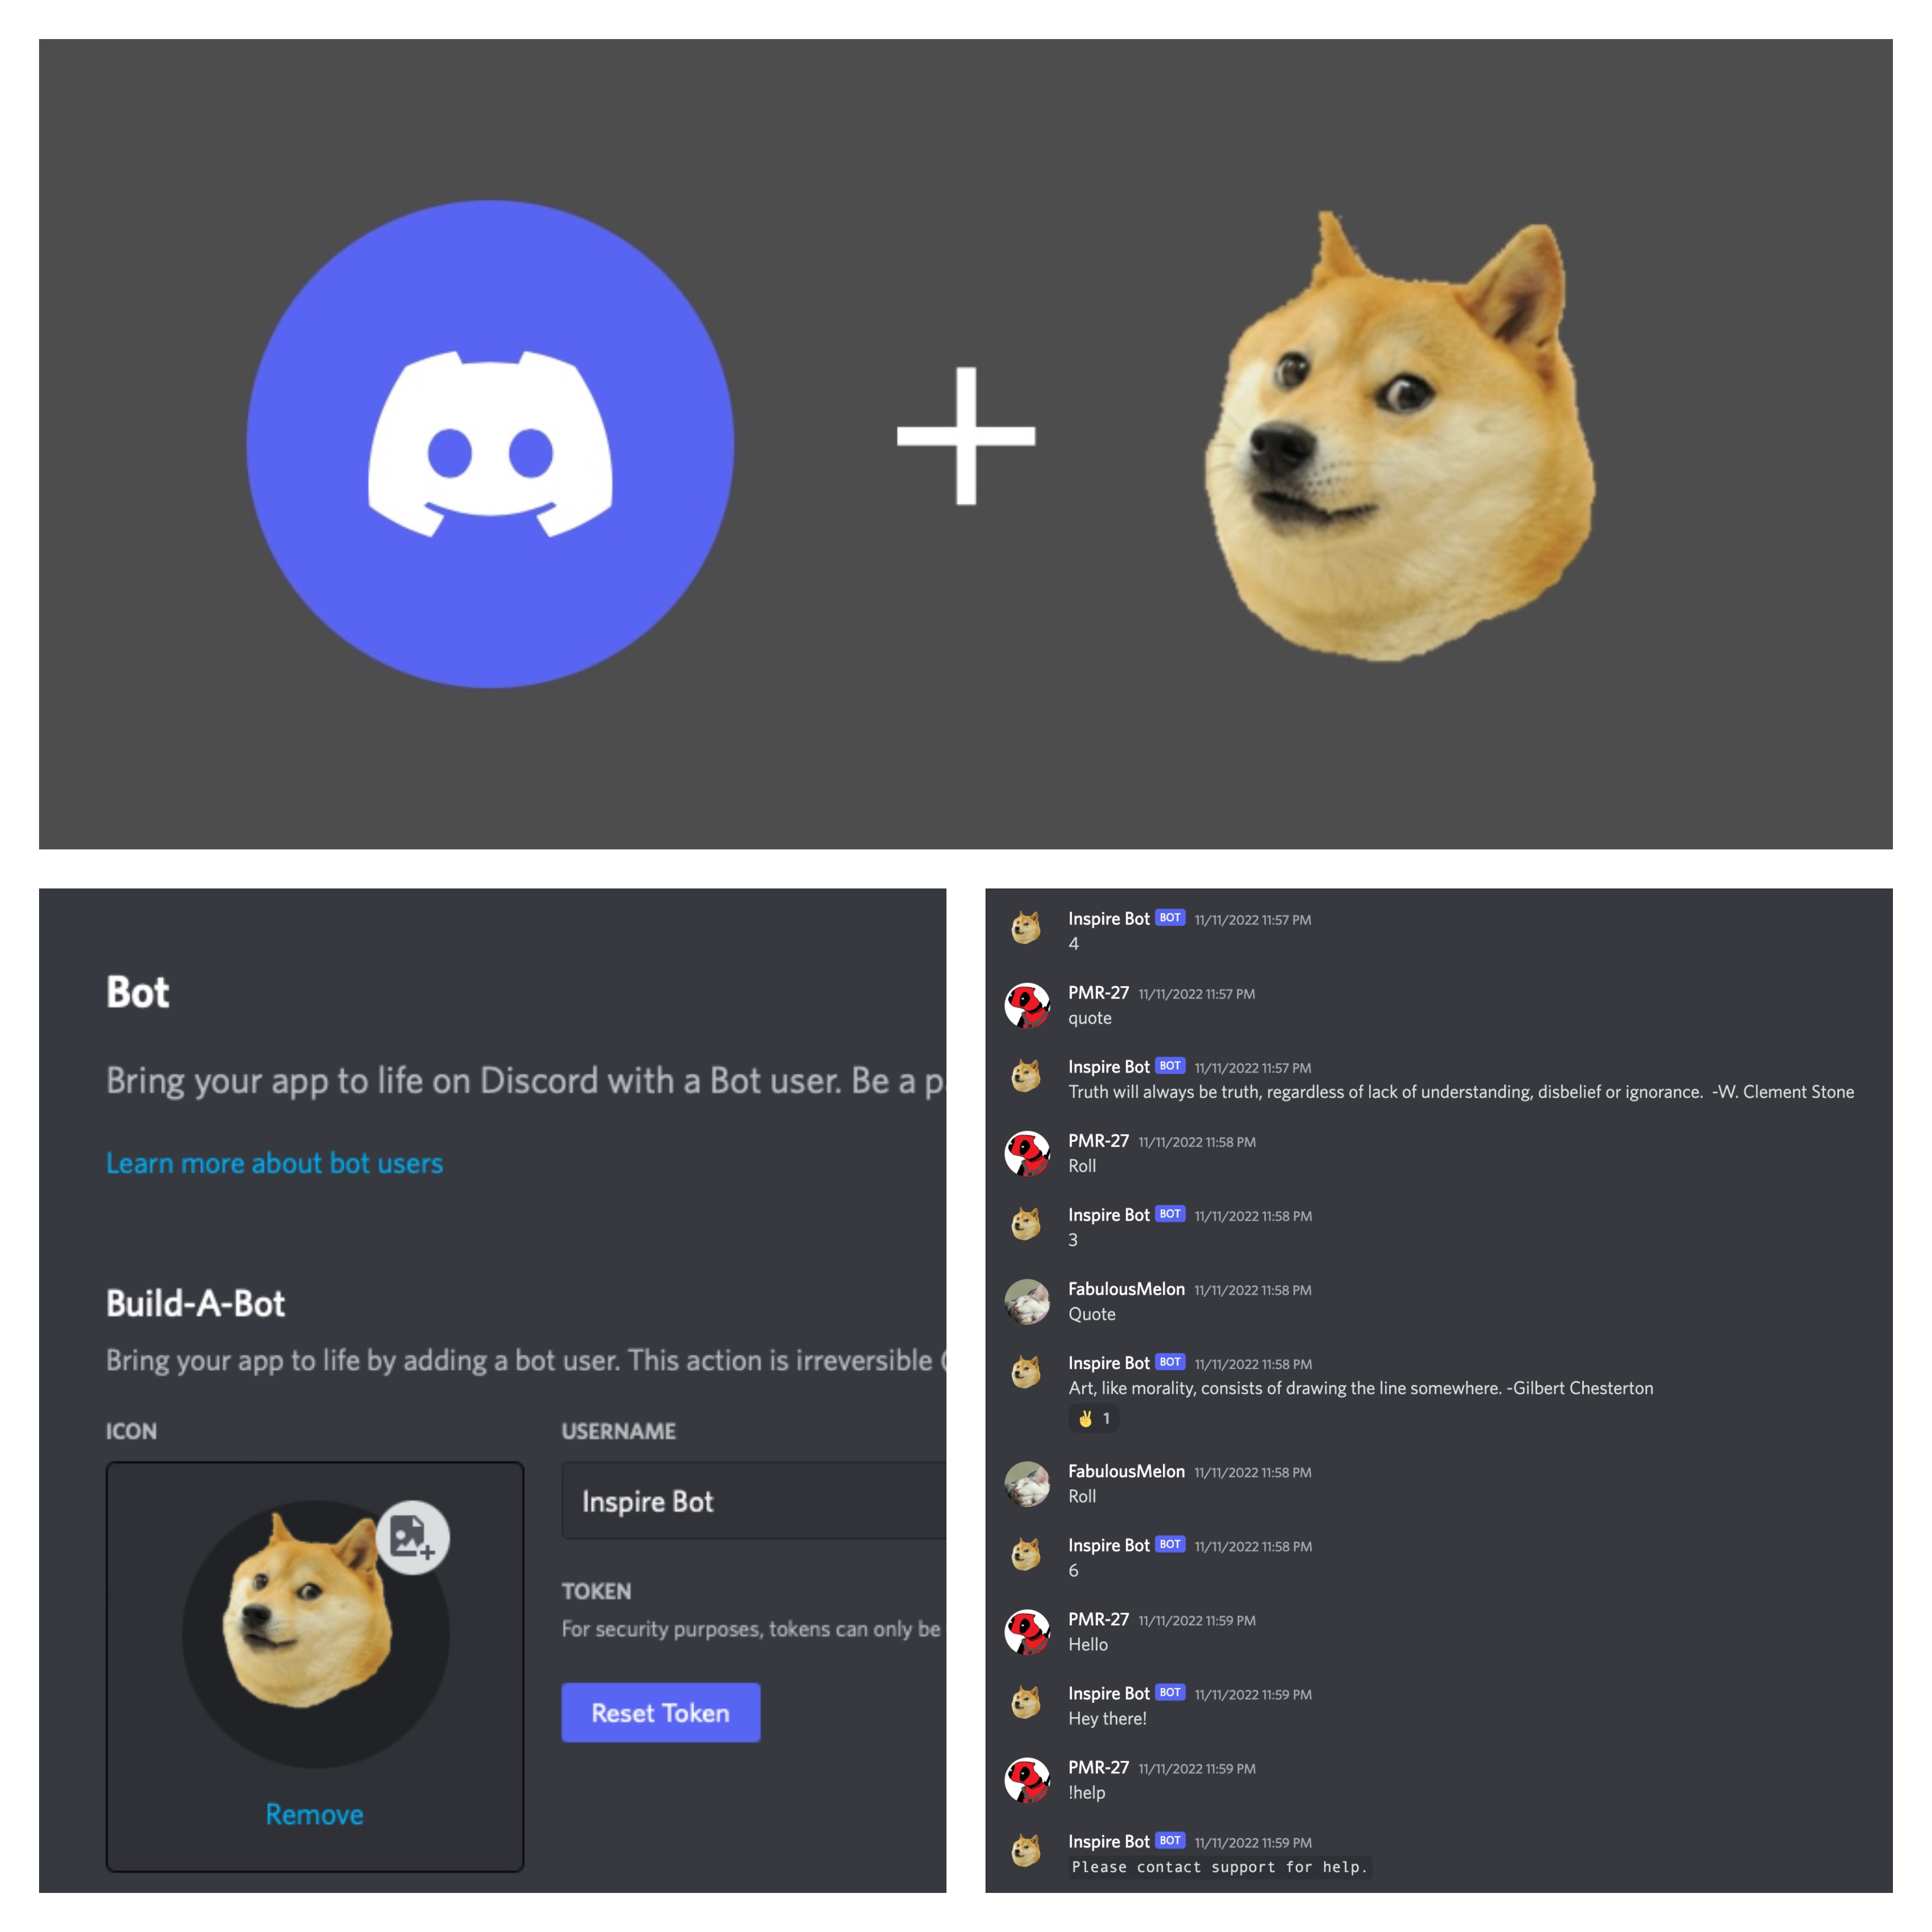 Bot
Bring your app to life on Discord with a Bot user. Be a p
Learn more about bot users
Build-A-Bot
Bring your app to life by adding a bot user. This action is irreversible (
ICON
USERNAME
Inspire Bot
TOKEN
For security purposes, tokens can only be
Reset Token
Remove
Inspire Bot BOT 11/11/2022 11:57 PM
4
PMR-27 11/11/2022 11:57 PM
quote
Inspire Bot BOT 11/11/2022 11:57 PM
Truth will always be truth, regardless of lack of understanding, disbelief or ignorance. -W. Clement Stone
PMR-27 11/11/2022 11:58 PM
Roll
Inspire Bot BOT 11/11/2022 11:58 PM
3
FabulousMelon 11/11/2022 11:58 PM
Quote
Inspire Bot BOT 11/11/2022 11:58 PM
Art, like morality, consists of drawing the line somewhere. -Gilbert Chesterton
✌ 1
FabulousMelon 11/11/2022 11:58 PM
Roll
Inspire Bot BOT 11/11/2022 11:58 PM
6
PMR-27 11/11/2022 11:59 PM
Hello
Inspire Bot BOT 11/11/2022 11:59 PM
Hey there!
PMR-27 11/11/2022 11:59 PM
!help
Inspire Bot BOT 11/11/2022 11:59 PM
Please contact support for help.